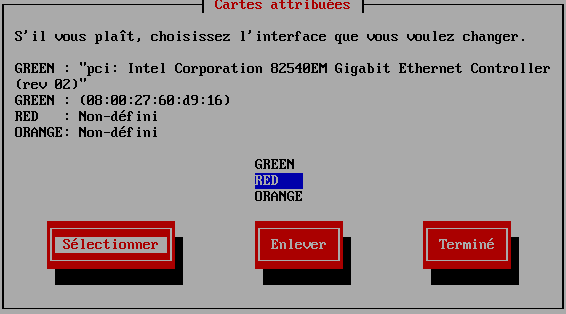 Cartes attribuées
S'il vous plaît, choisissez l'interface que vous voulez changer.
GREEN : "pci: Intel Corporation 82540EM Gigabit Ethernet Controller
(rev 02)"
GREEN : (08:00:27:60:d9:16)
RED   : Non-défini
ORANGE: Non-défini
GREEN
RED
ORANGE
Sélectionner Enlever Terminé